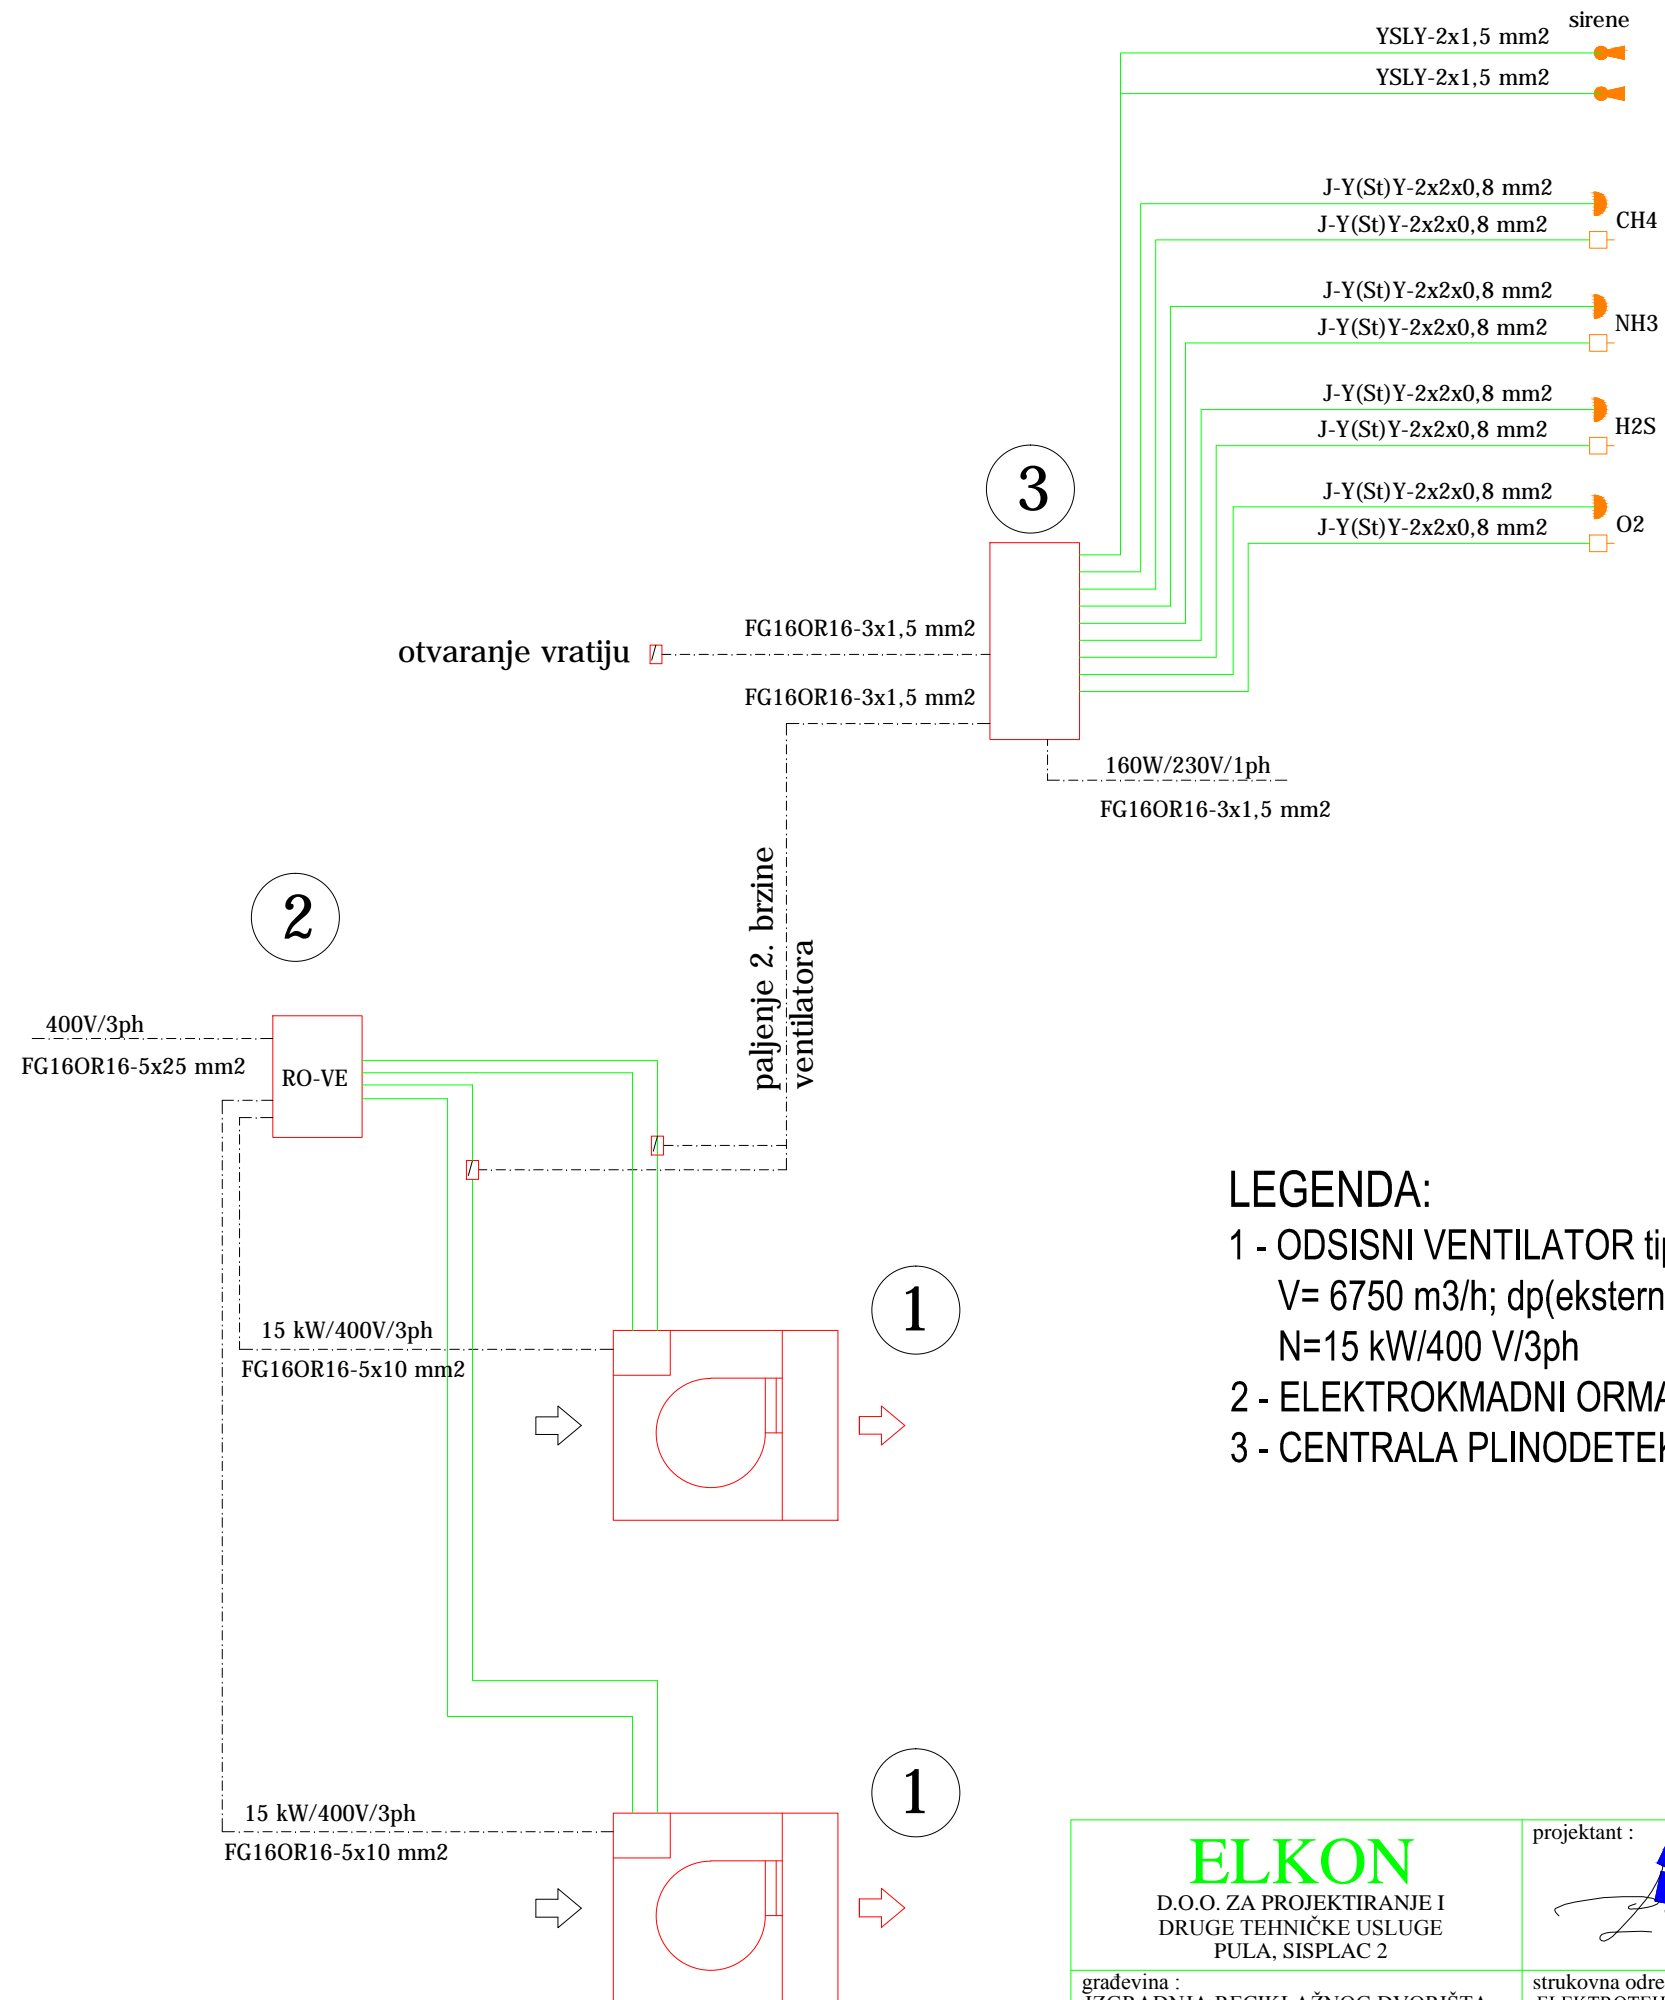 sirene
YSLY-2x1,5 mm2
YSLY-2x1,5 mm2
J-Y(St)Y-2x2x0,8 mm2
CH4
J-Y(St)Y-2x2x0,8 mm2
J-Y(St)Y-2x2x0,8 mm2
NH3
J-Y(St)Y-2x2x0,8 mm2
J-Y(St)Y-2x2x0,8 mm2
H2S
J-Y(St)Y-2x2x0,8 mm2
J-Y(St)Y-2x2x0,8 mm2
O2
J-Y(St)Y-2x2x0,8 mm2
3
FG16OR16-3x1,5 mm2
otvaranje vratiju
FG16OR16-3x1,5 mm2
160W/230V/1ph
FG16OR16-3x1,5 mm2
paljenje 2. brzine
ventilatora
2
400V/3ph
FG16OR16-5x25 mm2
RO-VE
1
15 kW/400V/3ph
FG16OR16-5x10 mm2
LEGENDA:
1 - ODSISNI VENTILATOR
V= 6750 m3/h;
N=15 kW/400 V/3ph
2 - ELEKTROKMADNI
3 - CENTRALA
1
15 kW/400V/3ph
FG16OR16-5x10 mm2
ELKON
D.O.O. ZA PROJEKTIRANJE I
DRUGE TEHNIČKE USLUGE
PULA, SISPLAC 2
projektant :
građevina :
IZGRADNJA RECIKLAŽNOG DVORIŠTA
strukovna